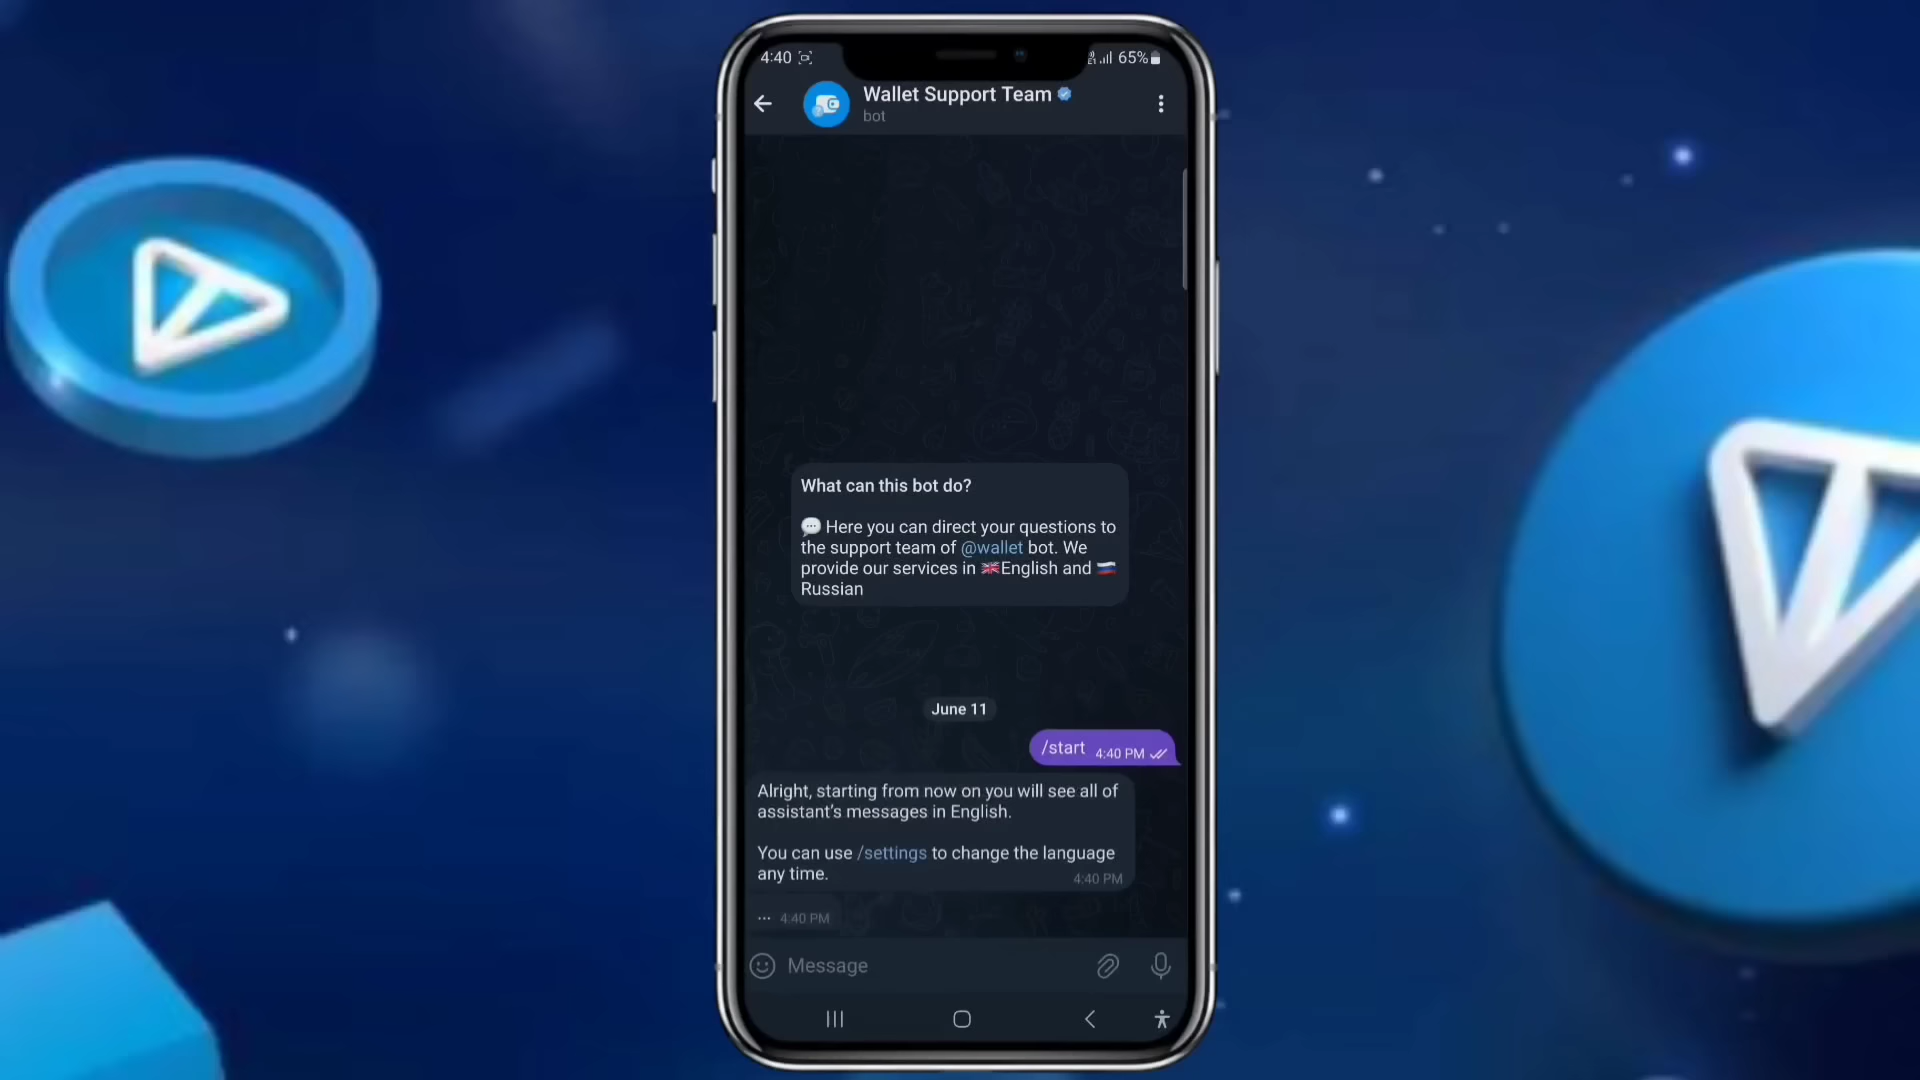 4:40
65%
Wallet Support Team
bot
What can this bot do?
💬 Here you can direct your questions to
the support team of @wallet bot. We
provide our services in 🇬🇧English and 🇷🇺
Russian
June 11
/start 4:40 PM
Alright, starting from now on you will see all of
assistant’s messages in English.
You can use /settings to change the language
any time.
4:40 PM
... 4:40 PM
Message